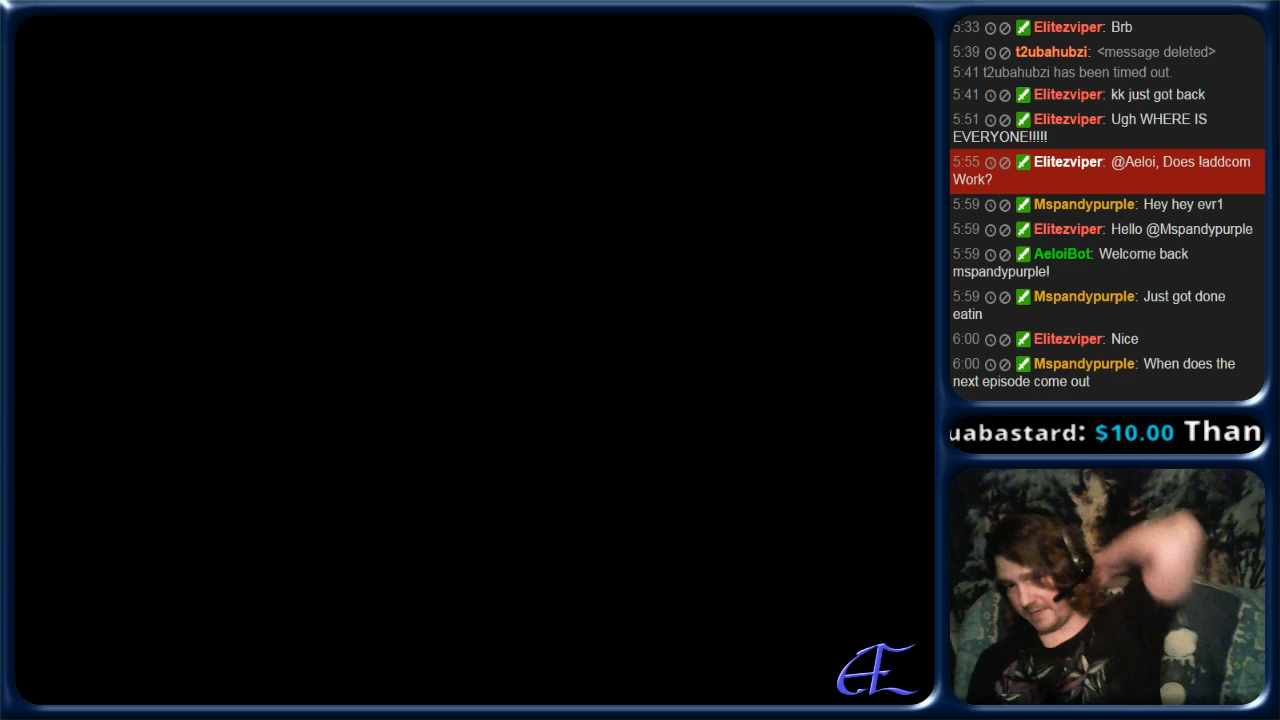 5:33 Elitezviper: Brb
5:39 t2ubahubzi: <message deleted>
5:41 t2ubahubzi has been timed out.
5:41 Elitezviper: kk just got back
5:51 Elitezviper: Ugh WHERE IS
EVERYONE!!!!!
5:55 Elitezviper: @Aeloi, Does !addcom
Work?
5:59 Mspandypurple: Hey hey evr1
5:59 Elitezviper: Hello @Mspandypurple
5:59 AeloiBot: Welcome back
mspandypurple!
5:59 Mspandypurple: Just got done
eatin
6:00 Elitezviper: Nice
6:00 Mspandypurple: When does the
next episode come out
uabastard: $10.00 Than